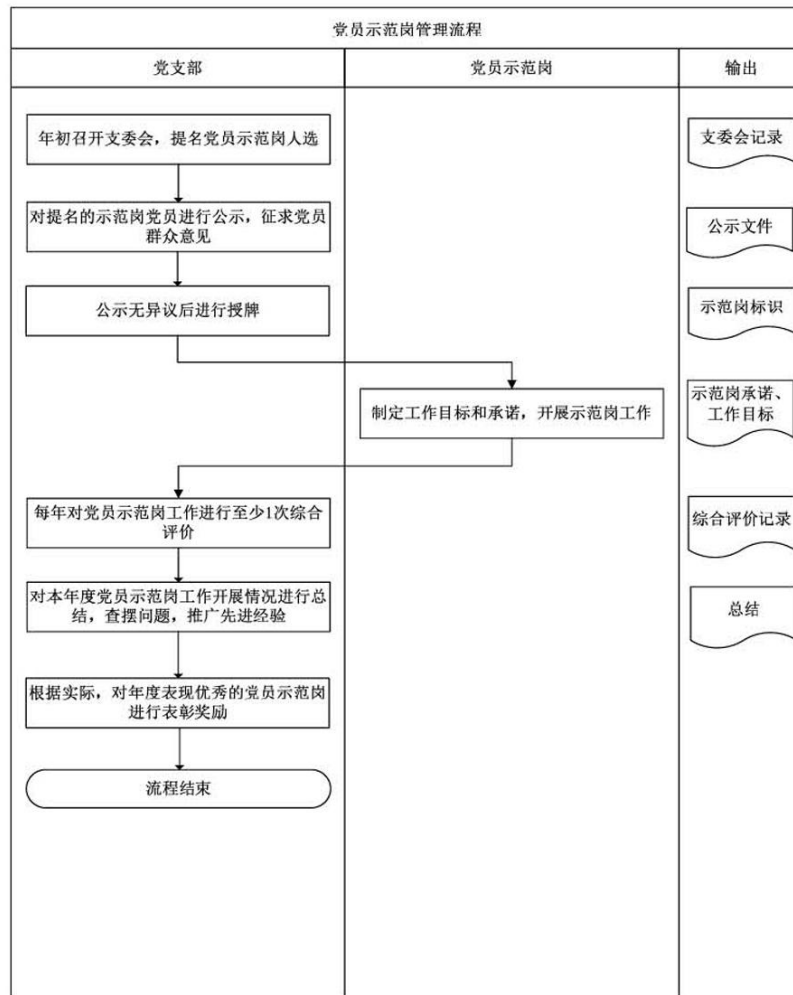 党员示范岗管理流程
党支部
党员示范岗
输出
年初召开支委会，提名党员示范岗人选
支委会记录
对提名的示范岗党员进行公示，征求党员
群众意见
公示文件
公示无异议后进行授牌
示范岗标识
制定工作目标和承诺，开展示范岗工作
示范岗承诺、
工作目标
每年对党员示范岗工作进行至少1次综合
评价
综合评价记录
对本年度党员示范岗工作开展情况进行总
结，查摆问题，推广先进经验
总结
根据实际，对年度表现优秀的党员示范岗
进行表彰奖励
流程结束